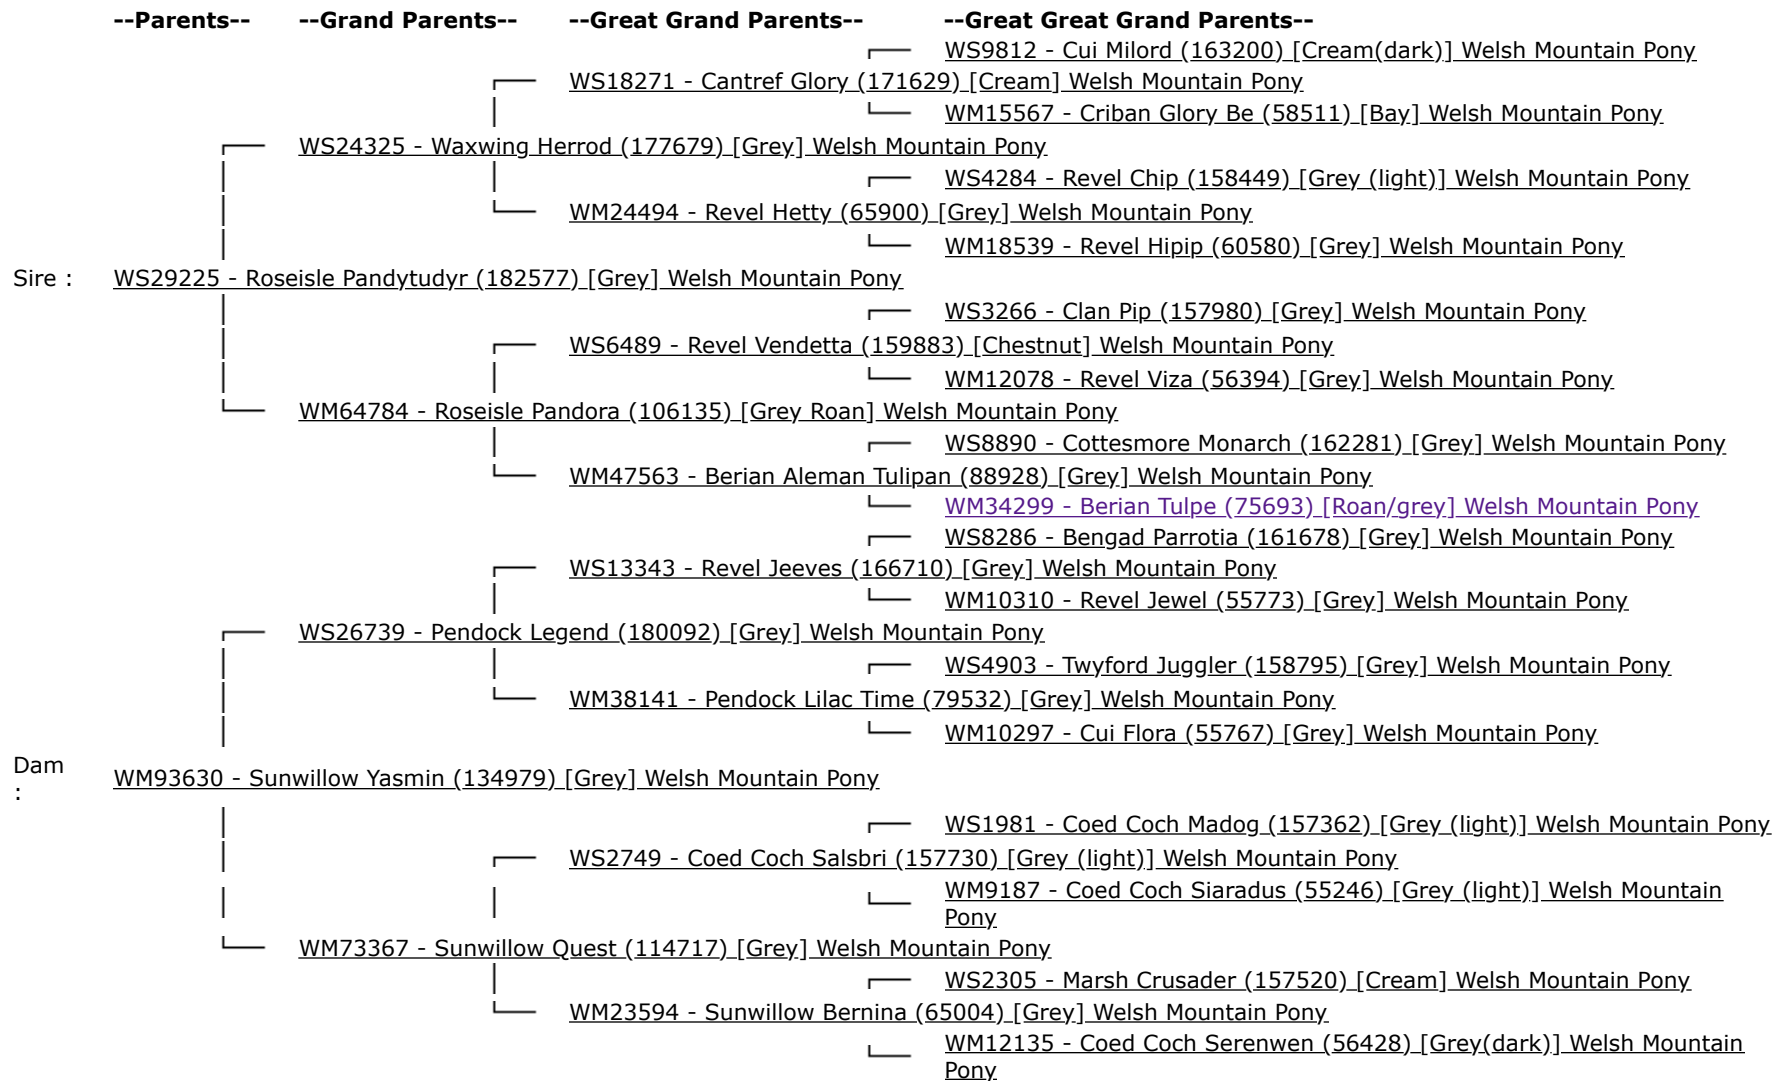 --Parents-- --Grand Parents-- --Great Grand Parents-- --Great Great Grand Parents--
WS9812 - Cui Milord (163200) [Cream(dark)] Welsh Mountain Pony
WS18271 - Cantref Glory (171629) [Cream] Welsh Mountain Pony
WM15567 - Criban Glory Be (58511) [Bay] Welsh Mountain Pony
WS24325 - Waxwing Herrod (177679) [Grey] Welsh Mountain Pony
WS4284 - Revel Chip (158449) [Grey (light)] Welsh Mountain Pony
WM24494 - Revel Hetty (65900) [Grey] Welsh Mountain Pony
WM18539 - Revel Hipip (60580) [Grey] Welsh Mountain Pony
Sire : WS29225 - Roseisle Pandytudyr (182577) [Grey] Welsh Mountain Pony
WS3266 - Clan Pip (157980) [Grey] Welsh Mountain Pony
WS6489 - Revel Vendetta (159883) [Chestnut] Welsh Mountain Pony
WM12078 - Revel Viza (56394) [Grey] Welsh Mountain Pony
WM64784 - Roseisle Pandora (106135) [Grey Roan] Welsh Mountain Pony
WS8890 - Cottesmore Monarch (162281) [Grey] Welsh Mountain Pony
WM47563 - Berian Aleman Tulipan (88928) [Grey] Welsh Mountain Pony
WM34299 - Berian Tulpe (75693) [Roan/grey] Welsh Mountain Pony
WS8286 - Bengad Parrotia (161678) [Grey] Welsh Mountain Pony
WS13343 - Revel Jeeves (166710) [Grey] Welsh Mountain Pony
WM10310 - Revel Jewel (55773) [Grey] Welsh Mountain Pony
WS26739 - Pendock Legend (180092) [Grey] Welsh Mountain Pony
WS4903 - Twyford Juggler (158795) [Grey] Welsh Mountain Pony
WM38141 - Pendock Lilac Time (79532) [Grey] Welsh Mountain Pony
WM10297 - Cui Flora (55767) [Grey] Welsh Mountain Pony
Dam
:
WM93630 - Sunwillow Yasmin (134979) [Grey] Welsh Mountain Pony
WS1981 - Coed Coch Madog (157362) [Grey (light)] Welsh Mountain Pony
WS2749 - Coed Coch Salsbri (157730) [Grey (light)] Welsh Mountain Pony
WM9187 - Coed Coch Siaradus (55246) [Grey (light)] Welsh Mountain
Pony
WM73367 - Sunwillow Quest (114717) [Grey] Welsh Mountain Pony
WS2305 - Marsh Crusader (157520) [Cream] Welsh Mountain Pony
WM23594 - Sunwillow Bernina (65004) [Grey] Welsh Mountain Pony
WM12135 - Coed Coch Serenwen (56428) [Grey(dark)] Welsh Mountain
Pony